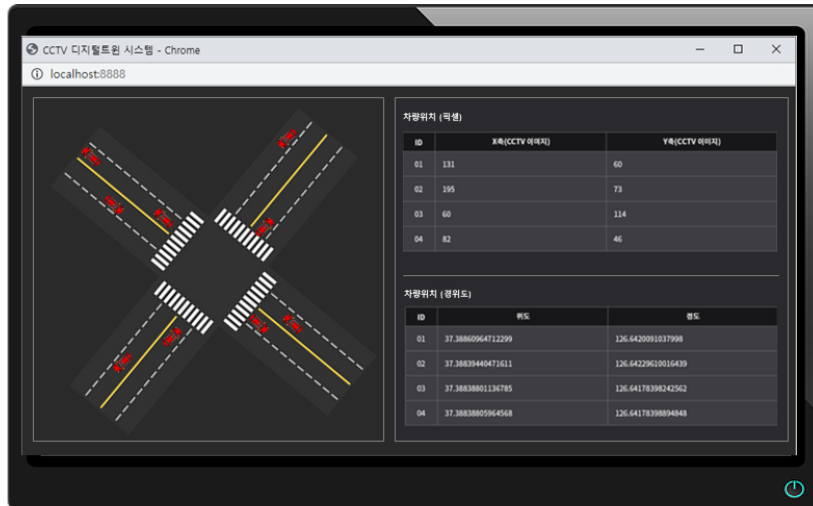 CCTV 디지털트윈 시스템 - Chrome
localhost:8888
차량위치 (픽셀)
ID X축(CCTV 이미지) Y축(CCTV 이미지)
01 131 60
02 195 73
03 60 114
04 82 46
차량위치 (경위도)
ID 위도 경도
01 37.38860964712299 126.6420091037998
02 37.38839440471611 126.64229610016439
03 37.38838801136785 126.64178398242562
04 37.38838805964568 126.64178398894848